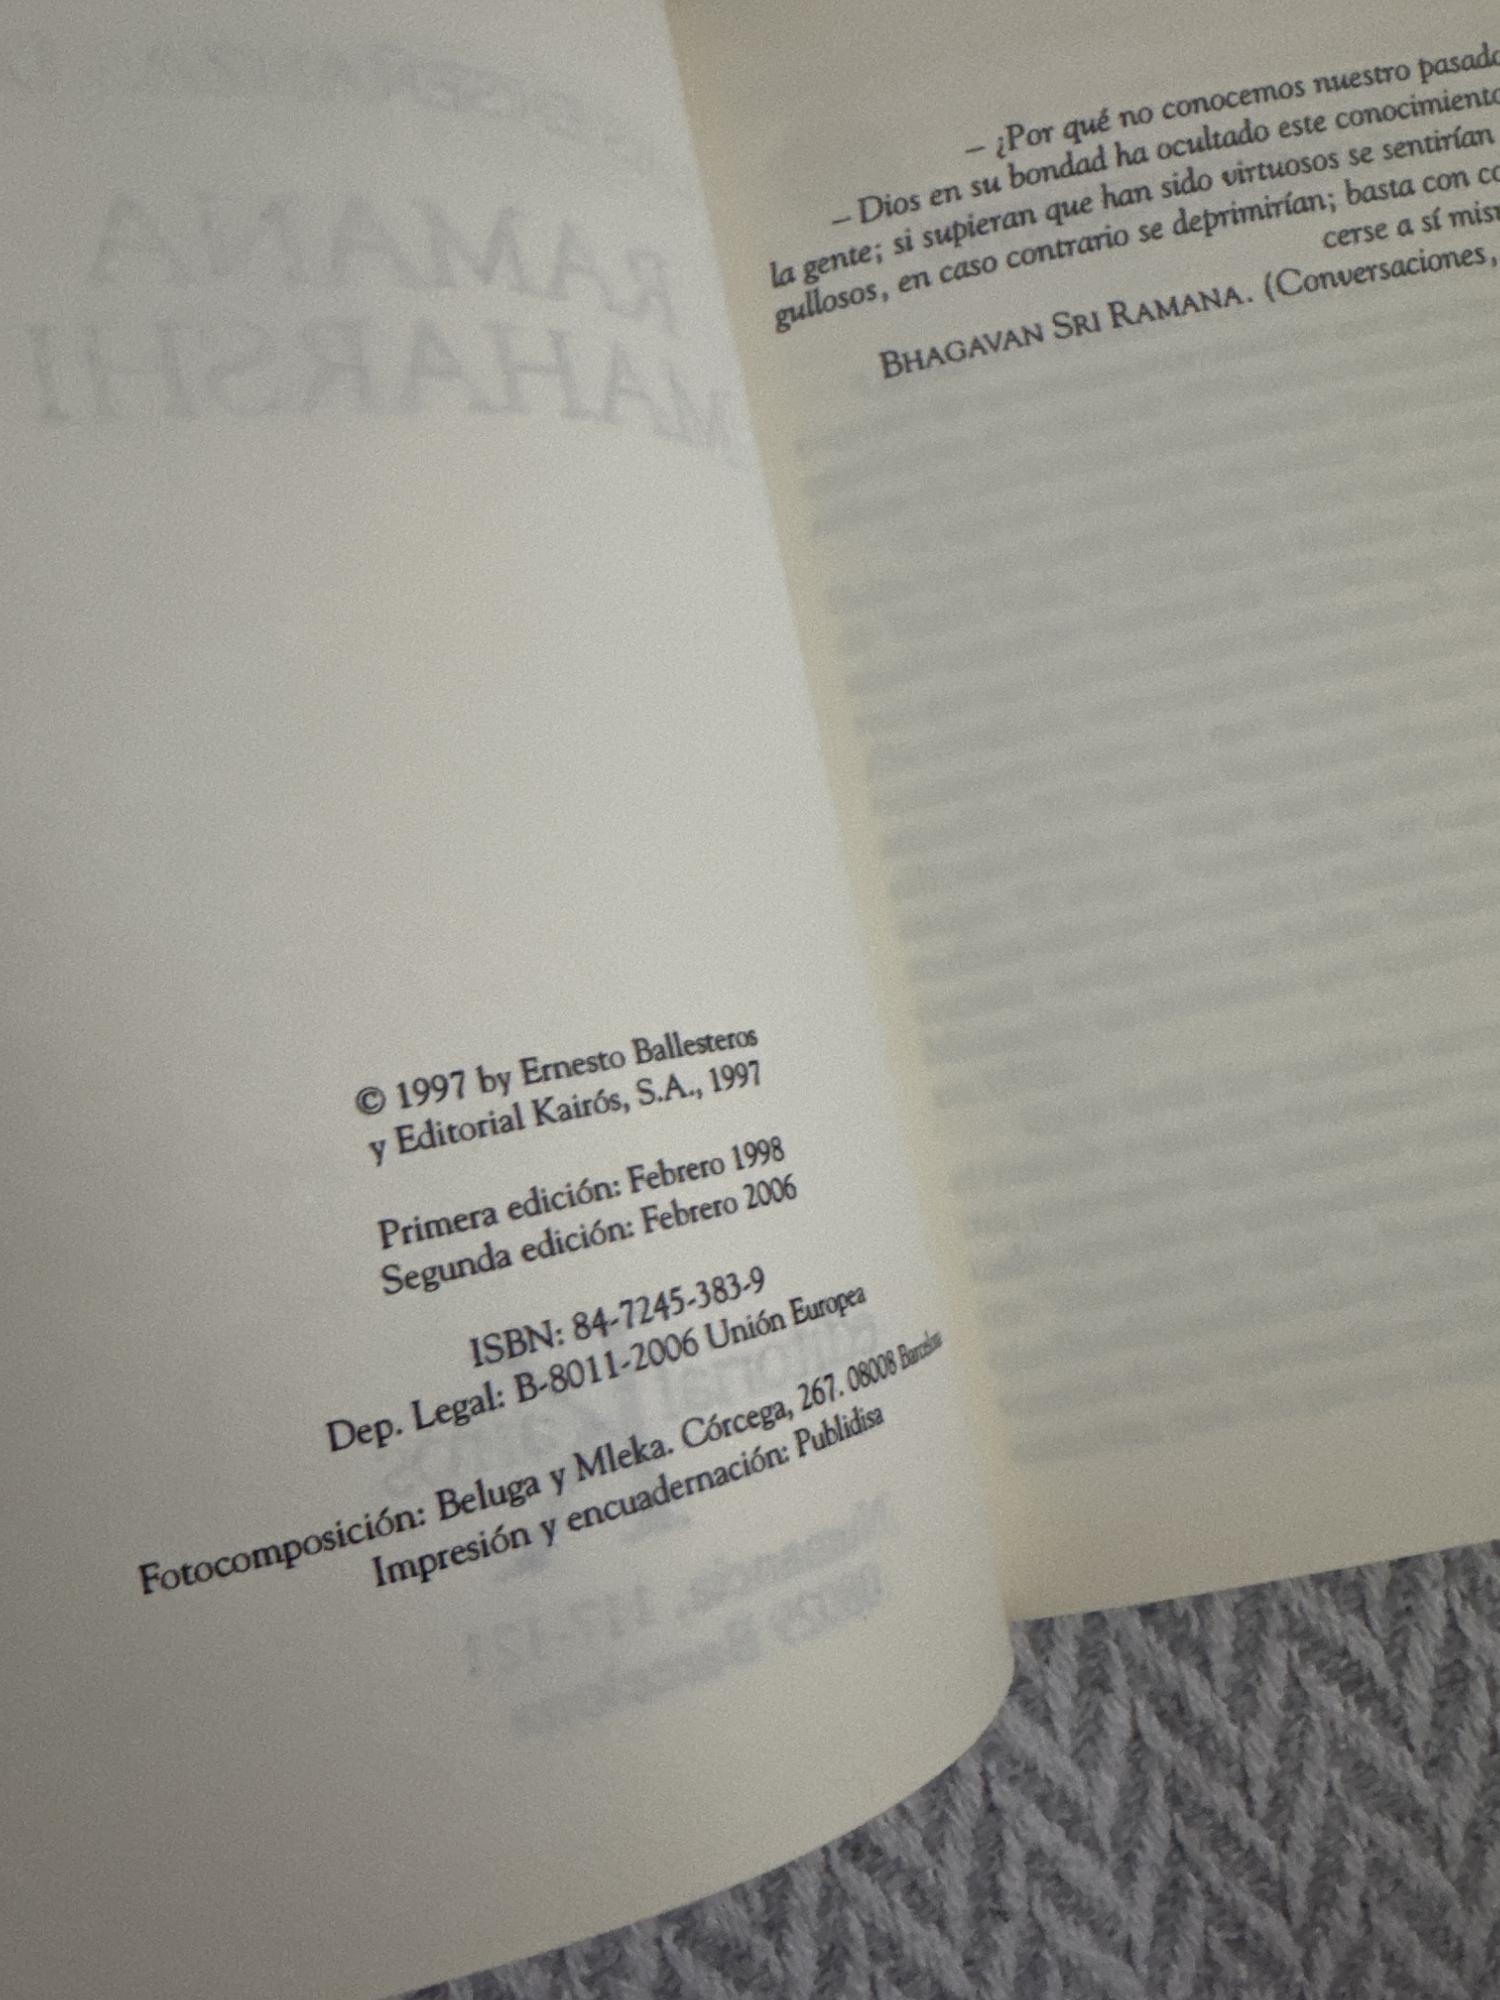 © 1997 by Ernesto Ballesteros
y Editorial Kairós, S.A., 1997
Primera edición: Febrero 1998
Segunda edición: Febrero 2006
ISBN: 84-7245-383-9
Dep. Legal: B-8011-2006 Unión Europea
Fotocomposición: Beluga y Mleka. Córcega, 267. 08008 Barcelona
Impresión y encuadernación: Publidisa
– ¿Por qué no conocemos nuestro pasado
– Dios en su bondad ha ocultado este conocimiento
la gente; si supieran que han sido virtuosos se sentirían
gullosos, en caso contrario se deprimirían; basta con co
cerse a sí mis
BHAGAVAN SRI RAMANA. (Conversaciones,